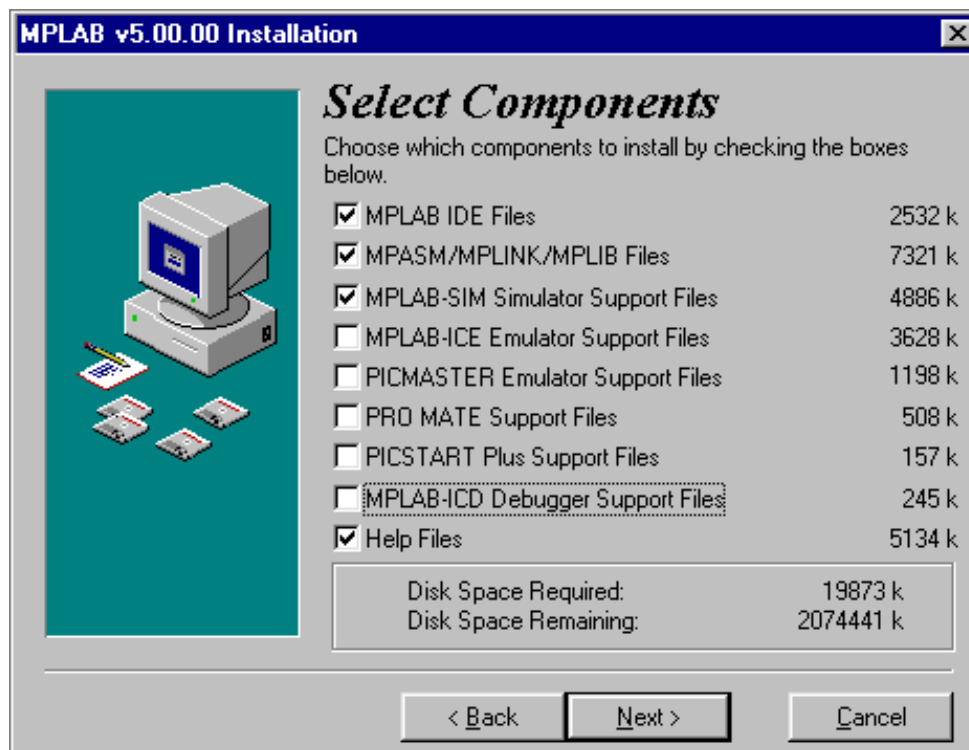 MPLAB v5.00.00 Installation
Select Components
Choose which components to install by checking the boxes
below.
MPLAB IDE Files 2532 k
MPASM/MPLINK/MPLIB Files 7321 k
MPLAB-SIM Simulator Support Files 4886 k
MPLAB-ICE Emulator Support Files 3628 k
PICMASTER Emulator Support Files 1198 k
PRO MATE Support Files 508 k
PICSTART Plus Support Files 157 k
MPLAB-ICD Debugger Support Files 245 k
Help Files 5134 k
Disk Space Required: 19873 k
Disk Space Remaining: 2074441 k
< Back Next > Cancel